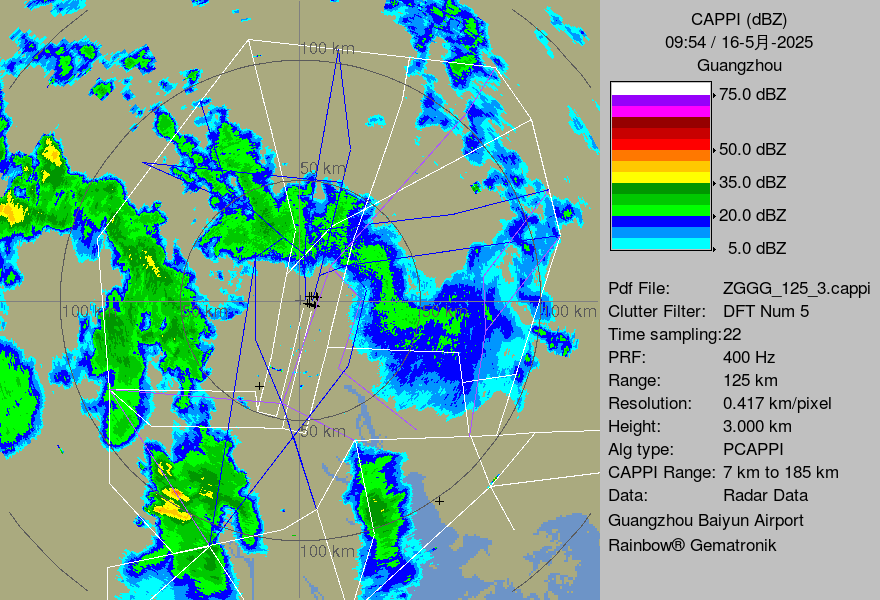 CAPPI (dBZ)
09:54 / 16-5月-2025
Guangzhou
75.0 dBZ
50.0 dBZ
35.0 dBZ
20.0 dBZ
5.0 dBZ
Pdf File: ZGGG_125_3.cappi
Clutter Filter: DFT Num 5
Time sampling:22
PRF: 400 Hz
Range: 125 km
Resolution: 0.417 km/pixel
Height: 3.000 km
Alg type: PCAPPI
CAPPI Range: 7 km to 185 km
Data: Radar Data
Guangzhou Baiyun Airport
Rainbow® Gematronik
100 km
50 km
100 km
100 km
50 km
100 km